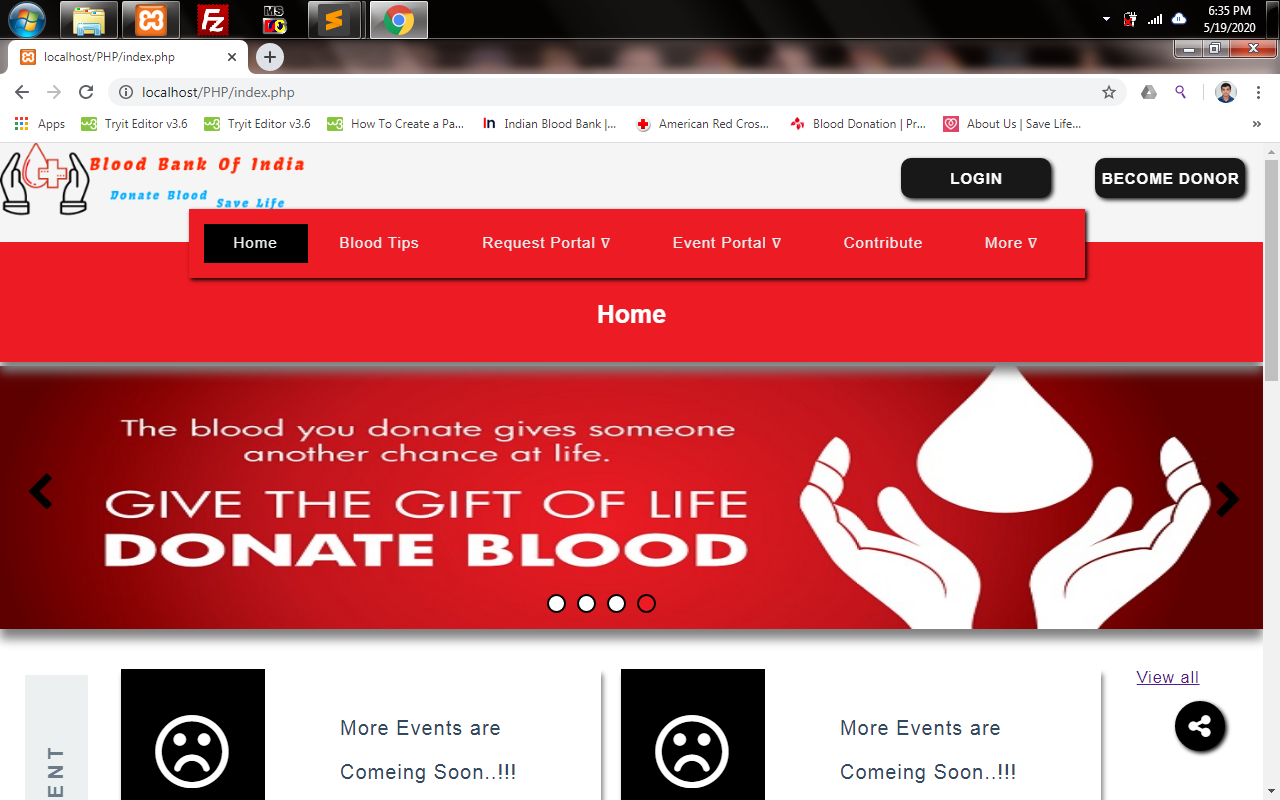 MS
6:35 PM
5/19/2020
localhost/PHP/index.php
localhost/PHP/index.php
Apps
Tryit Editor v3.6
Tryit Editor v3.6
How To Create a Pa...
Indian Blood Bank |...
American Red Cros...
Blood Donation | Pr...
About Us | Save Life...
Blood Bank Of India
Donate Blood
Save Life
LOGIN
BECOME DONOR
Home
Blood Tips
Request Portal ∇
Event Portal ∇
Contribute
More ∇
Home
The blood you donate gives someone
another chance at life.
GIVE THE GIFT OF LIFE
DONATE BLOOD
ENT
More Events are
Comeing Soon..!!!
More Events are
Comeing Soon..!!!
View all